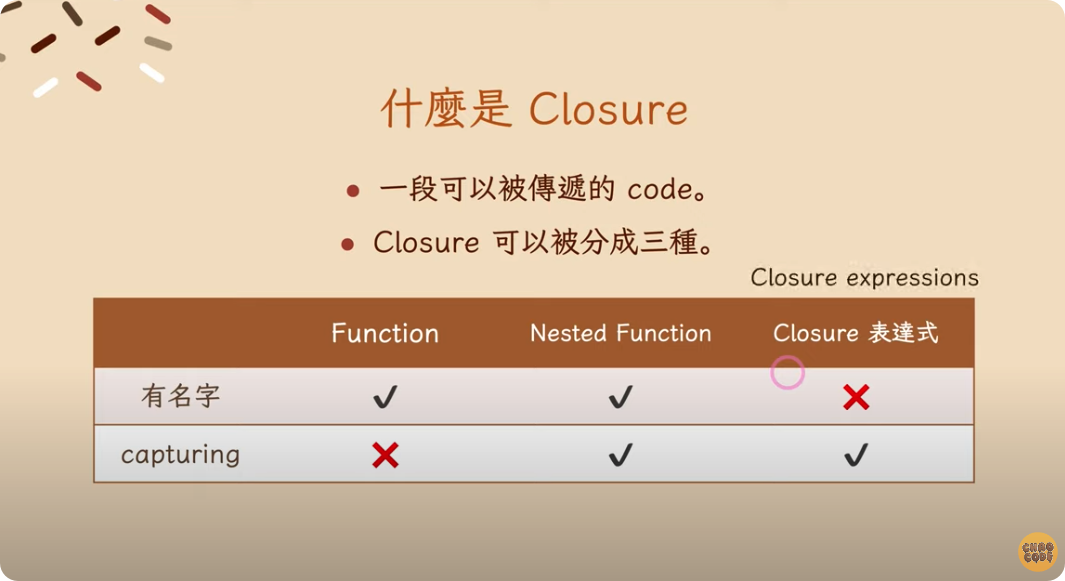 什麼是 Closure
一段可以被傳遞的 code。
Closure 可以被分成三種。
Closure expressions
Function Nested Function Closure 表達式
有名字 ✔ ✔ ❌
capturing ❌ ✔ ✔
CHAO
CODE